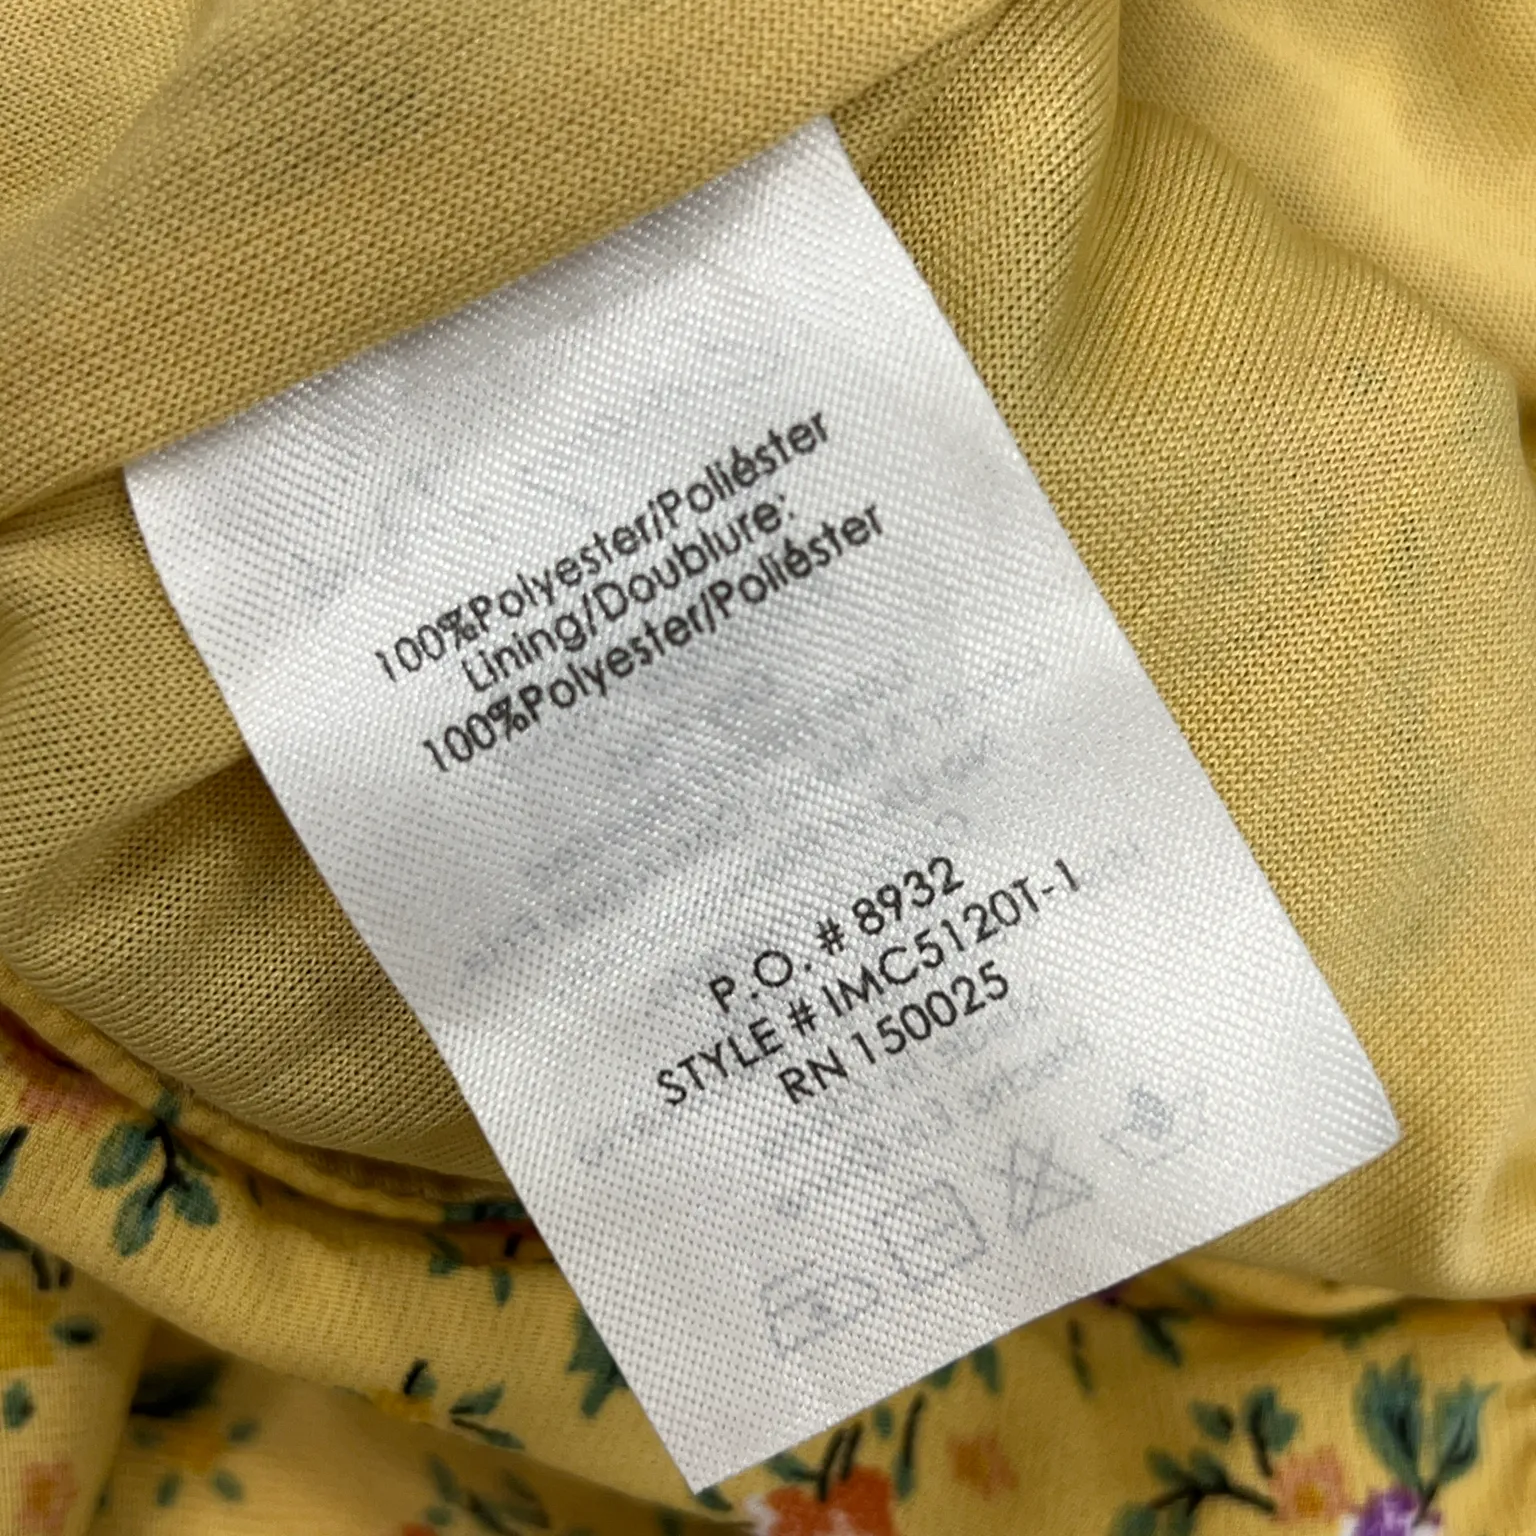 100%Polyester/Poliéster
Lining/Doublure:
100%Polyester/Poliéster
P.O. # 8932
STYLE # IMC5120T-1
RN 150025